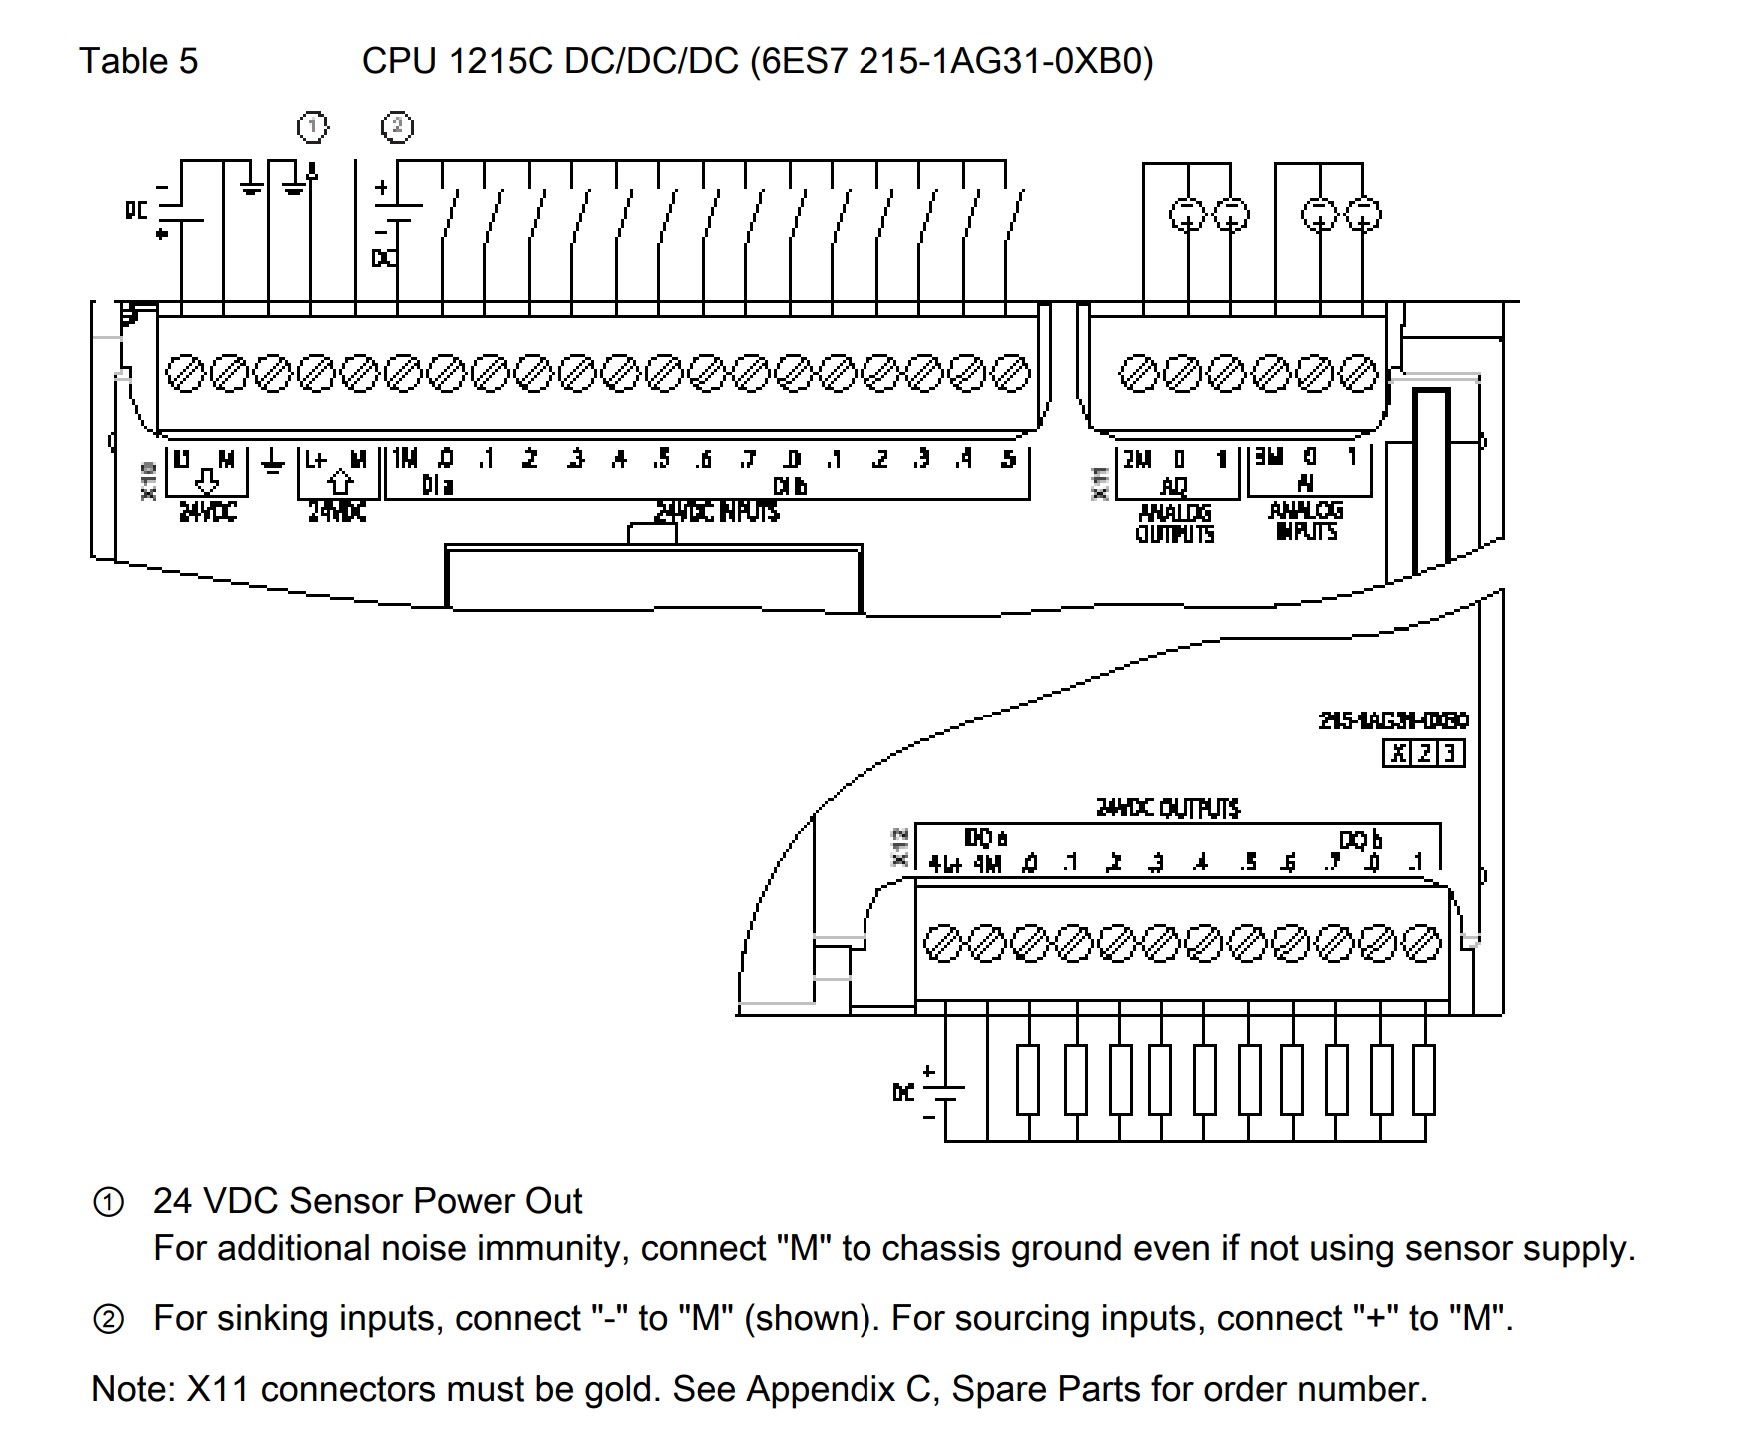 Table 5 CPU 1215C DC/DC/DC (6ES7 215-1AG31-0XB0)
① ②
- +
DC
+ -
DC
X10 L1 M L+ M 1M .0 .1 .2 .3 .4 .5 .6 .7 .0 .1 .2 .3 .4 .5
DI a DI b
24VDC 24VDC 24VDC INPUTS
X11 2M 0 1 3M 0 1
AQ AI
ANALOG ANALOG
OUTPUTS INPUTS
215-1AG31-0XB0
X 2 3
24VDC OUTPUTS
X12 DQ a DQ b
4L+ 4M .0 .1 .2 .3 .4 .5 .6 .7 .0 .1
+
DC
-
① 24 VDC Sensor Power Out
For additional noise immunity, connect "M" to chassis ground even if not using sensor supply.
② For sinking inputs, connect "-" to "M" (shown). For sourcing inputs, connect "+" to "M".
Note: X11 connectors must be gold. See Appendix C, Spare Parts for order number.